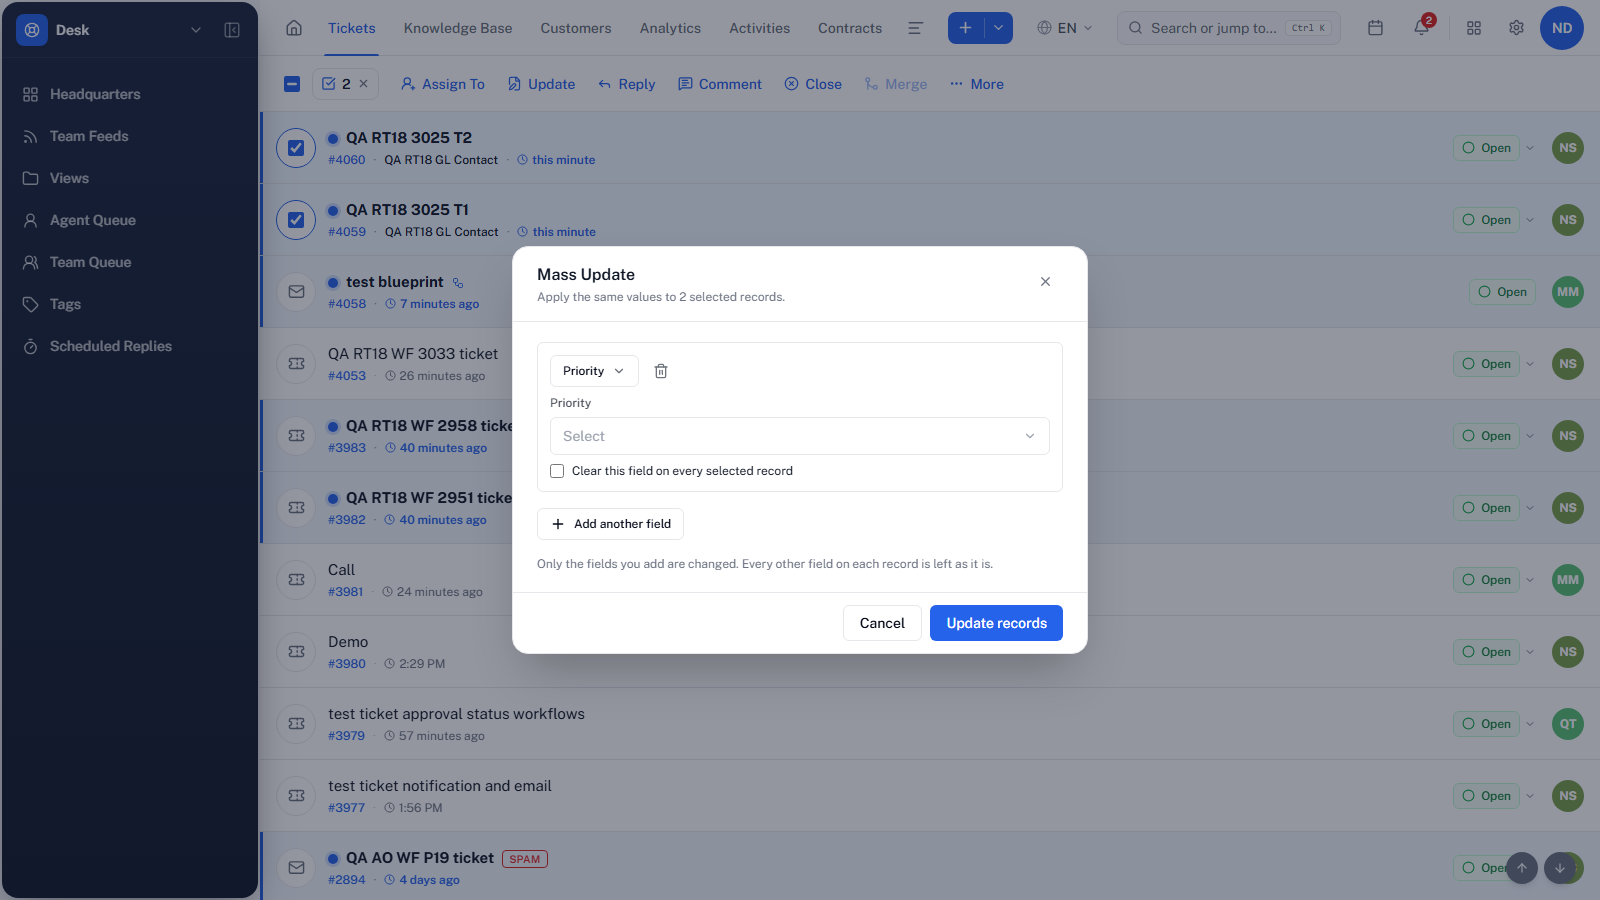 Desk
Tickets
Knowledge Base
Customers
Analytics
Activities
Contracts
EN
Search or jump to...
Ctrl K
2
ND
Headquarters
Team Feeds
Views
Agent Queue
Team Queue
Tags
Scheduled Replies
2
Assign To
Update
Reply
Comment
Close
Merge
More
QA RT18 3025 T2
#4060 · QA RT18 GL Contact · this minute
Open
NS
QA RT18 3025 T1
#4059 · QA RT18 GL Contact · this minute
Open
NS
test blueprint
#4058 · 7 minutes ago
Open
MM
QA RT18 WF 3033 ticket
#4053 · 26 minutes ago
Open
NS
QA RT18 WF 2958 ticke
#3983 · 40 minutes ago
Open
NS
QA RT18 WF 2951 ticke
#3982 · 40 minutes ago
Open
NS
Call
#3981 · 24 minutes ago
Open
MM
Demo
#3980 · 2:29 PM
Open
NS
test ticket approval status workflows
#3979 · 57 minutes ago
Open
QT
test ticket notification and email
#3977 · 1:56 PM
Open
NS
QA AO WF P19 ticket
SPAM
#2894 · 4 days ago
Mass Update
Apply the same values to 2 selected records.
Priority
Priority
Select
Clear this field on every selected record
Add another field
Only the fields you add are changed. Every other field on each record is left as it is.
Cancel
Update records